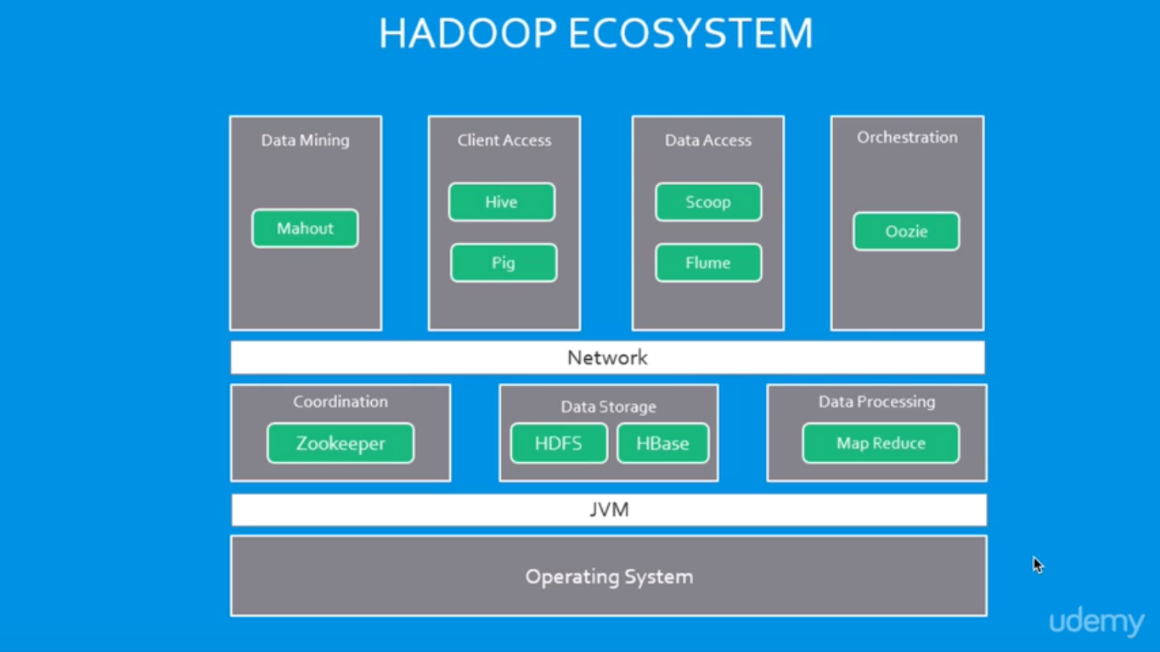 HADOOP ECOSYSTEM
Data Mining
Mahout
Client Access
Hive
Pig
Data Access
Scoop
Flume
Orchestration
Oozie
Network
Coordination
Zookeeper
Data Storage
HDFS
HBase
Data Processing
Map Reduce
JVM
Operating System
udemy